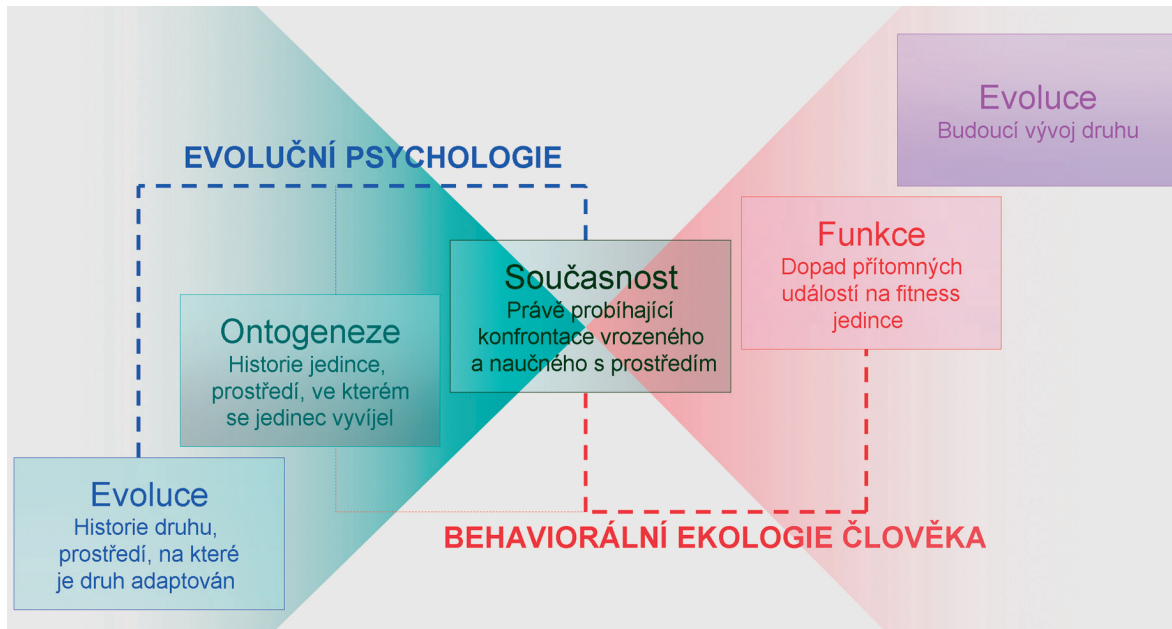 Evoluce
Budoucí vývoj druhu
EVOLUČNÍ PSYCHOLOGIE
Funkce
Dopad přítomných
událostí na fitness
jedince
Současnost
Právě probíhající
konfrontace vrozeného
a naučného s prostředím
Ontogeneze
Historie jedince,
prostředí, ve kterém
se jedinec vyvíjel
Evoluce
Historie druhu,
prostředí, na které
je druh adaptován
BEHAVIORÁLNÍ EKOLOGIE ČLOVĚKA